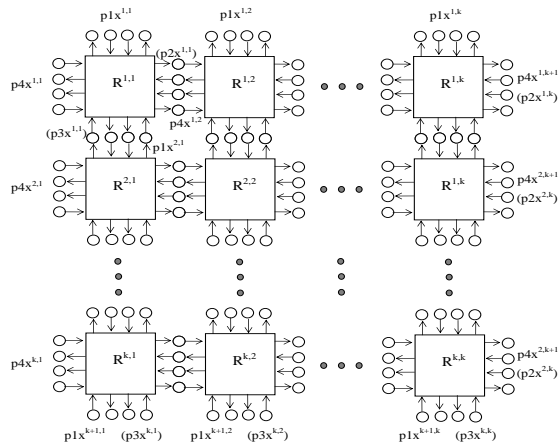 p1x^1,1 p1x^1,2 p1x^1,k
(p2x^1,1)
p4x^1,1 R^1,1 R^1,2 R^1,k p4x^1,k+1
(p2x^1,k)
(p3x^1,1) p4x^1,2
p1x^2,1
p4x^2,1 R^2,1 R^2,2 R^1,k p4x^2,k+1
(p2x^2,k)
p4x^k,1 R^k,1 R^k,2 R^k,k p4x^2,k+1
(p2x^2,k)
p1x^k+1,1 (p3x^k,1) p1x^k+1,2 (p3x^k,2) p1x^k+1,k (p3x^k,k)